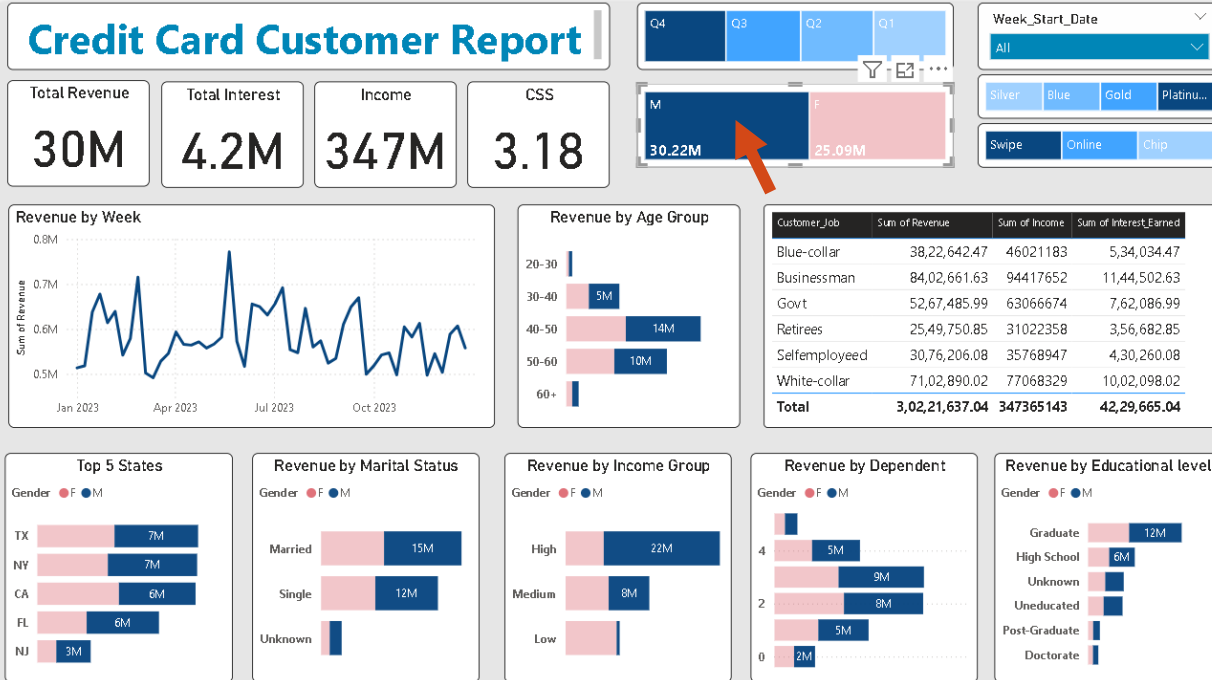 Credit Card Customer Report
Q4 Q3 Q2 Q1
Week_Start_Date
All
Total Revenue
30M
Total Interest
4.2M
Income
347M
CSS
3.18
M F
30.22M 25.09M
Silver Blue Gold Platinu...
Swipe Online Chip
Revenue by Week
Sum of Revenue
0.8M
0.7M
0.6M
0.5M
Jan 2023 Apr 2023 Jul 2023 Oct 2023
Revenue by Age Group
20-30
30-40 5M
40-50 14M
50-60 10M
60+
Customer_Job Sum of Revenue Sum of Income Sum of Interest_Earned
Blue-collar 38,22,642.47 46021183 5,34,034.47
Businessman 84,02,661.63 94417652 11,44,502.63
Govt 52,67,485.99 63066674 7,62,086.99
Retirees 25,49,750.85 31022358 3,56,682.85
Selfemployeed 30,76,206.08 35768947 4,30,260.08
White-collar 71,02,890.02 77068329 10,02,098.02
Total 3,02,21,637.04 347365143 42,29,665.04
Top 5 States
Gender F M
TX 7M
NY 7M
CA 6M
FL 6M
NJ 3M
Revenue by Marital Status
Gender F M
Married 15M
Single 12M
Unknown
Revenue by Income Group
Gender F M
High 22M
Medium 8M
Low
Revenue by Dependent
Gender F M
4 5M
9M
2 8M
5M
0 2M
Revenue by Educational level
Gender F M
Graduate 12M
High School 6M
Unknown
Uneducated
Post-Graduate
Doctorate